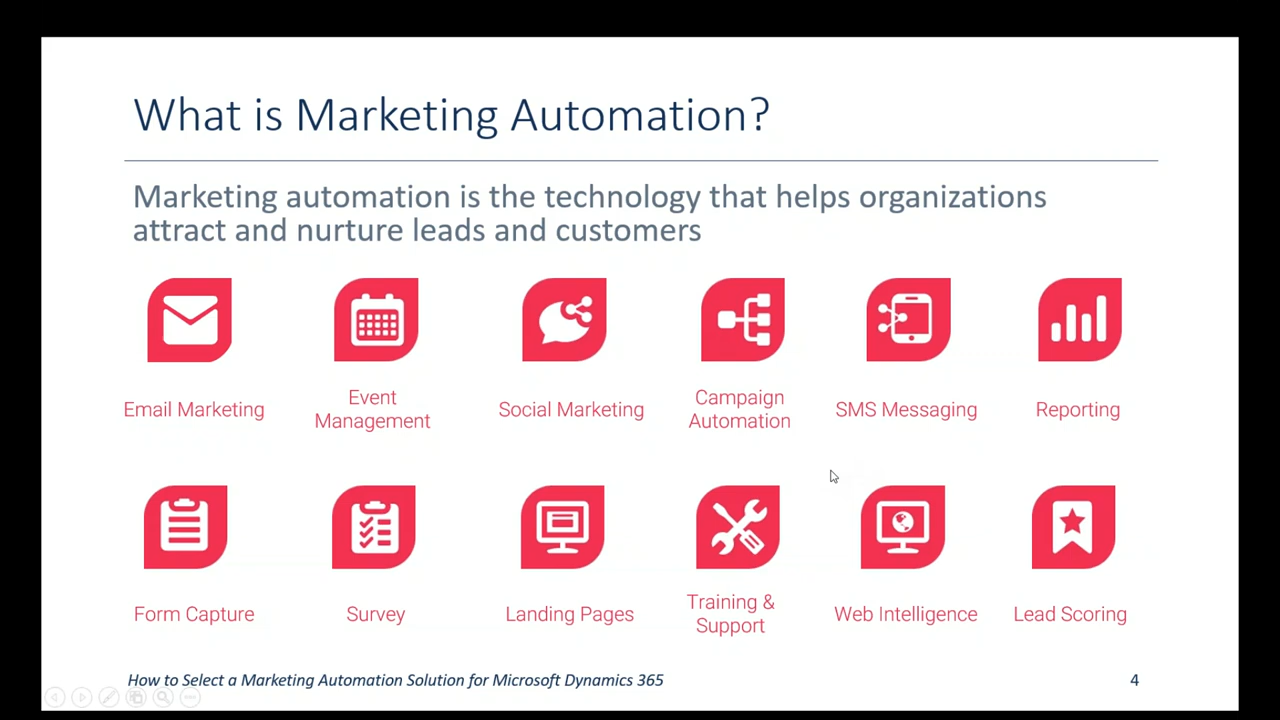 What is Marketing Automation?
Marketing automation is the technology that helps organizations
attract and nurture leads and customers
Email Marketing
Event
Management
Social Marketing
Campaign
Automation
SMS Messaging
Reporting
Form Capture
Survey
Landing Pages
Training &
Support
Web Intelligence
Lead Scoring
How to Select a Marketing Automation Solution for Microsoft Dynamics 365
4